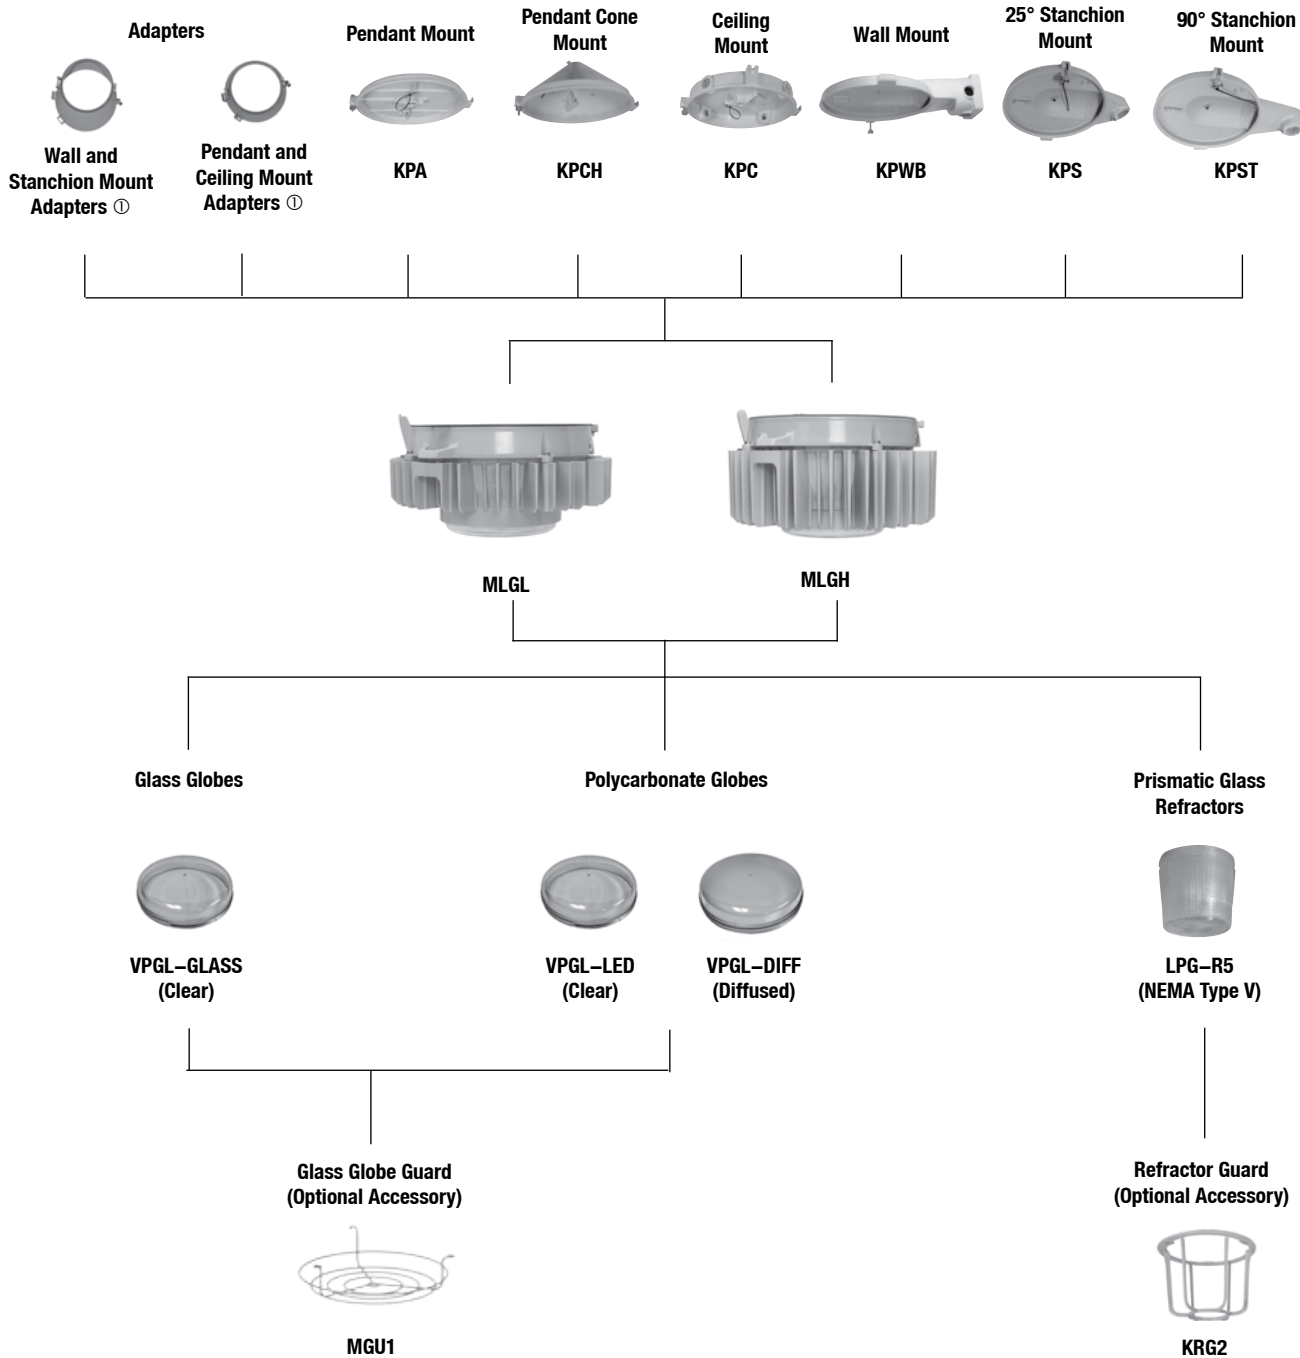 Adapters
Wall and
Stanchion Mount
Adapters ①
Pendant and
Ceiling Mount
Adapters ①
Pendant Mount
KPA
Pendant Cone
Mount
KPCH
Ceiling
Mount
KPC
Wall Mount
KPWB
25° Stanchion
Mount
KPS
90° Stanchion
Mount
KPST
MLGL
MLGH
Glass Globes
VPGL–GLASS
(Clear)
Polycarbonate Globes
VPGL–LED
(Clear)
VPGL–DIFF
(Diffused)
Prismatic Glass
Refractors
LPG–R5
(NEMA Type V)
Glass Globe Guard
(Optional Accessory)
MGU1
Refractor Guard
(Optional Accessory)
KRG2